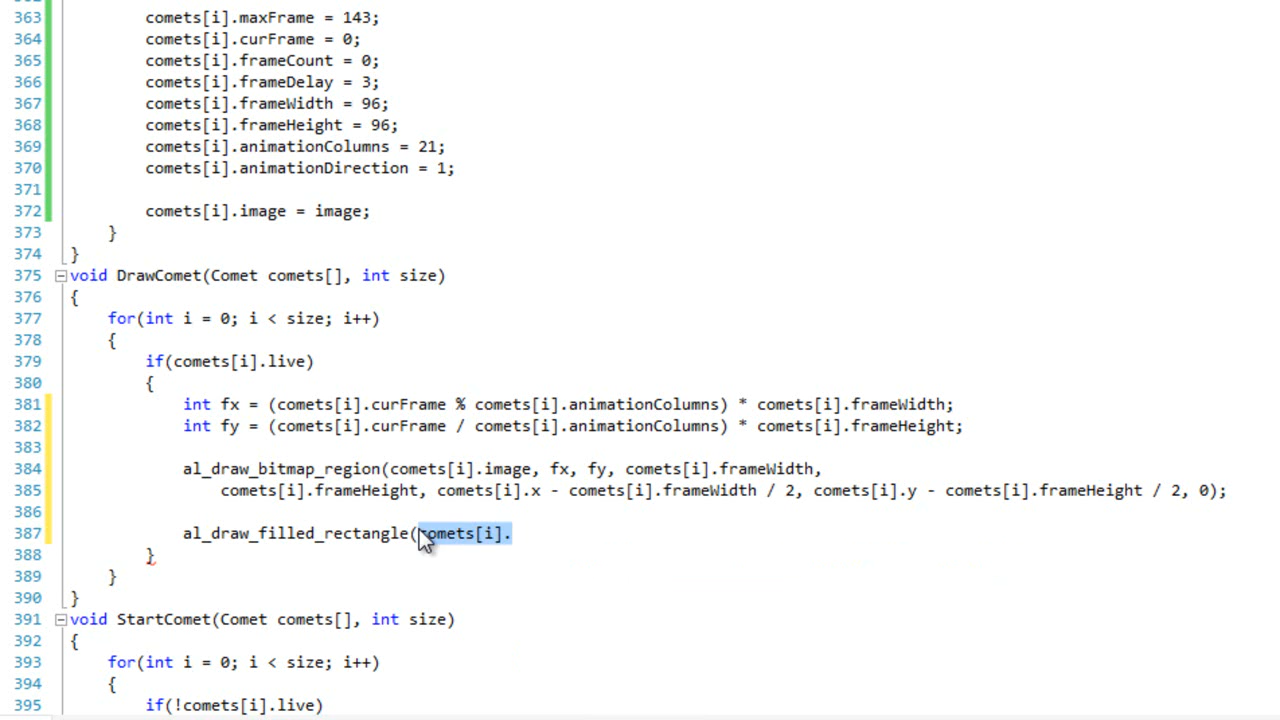 363 comets[i].maxFrame = 143;
364 comets[i].curFrame = 0;
365 comets[i].frameCount = 0;
366 comets[i].frameDelay = 3;
367 comets[i].frameWidth = 96;
368 comets[i].frameHeight = 96;
369 comets[i].animationColumns = 21;
370 comets[i].animationDirection = 1;
371
372 comets[i].image = image;
373 }
374 }
375 void DrawComet(Comet comets[], int size)
376 {
377 for(int i = 0; i < size; i++)
378 {
379 if(comets[i].live)
380 {
381 int fx = (comets[i].curFrame % comets[i].animationColumns) * comets[i].frameWidth;
382 int fy = (comets[i].curFrame / comets[i].animationColumns) * comets[i].frameHeight;
383
384 al_draw_bitmap_region(comets[i].image, fx, fy, comets[i].frameWidth,
385 comets[i].frameHeight, comets[i].x - comets[i].frameWidth / 2, comets[i].y - comets[i].frameHeight / 2, 0);
386
387 al_draw_filled_rectangle(comets[i].
388 }
389 }
390 }
391 void StartComet(Comet comets[], int size)
392 {
393 for(int i = 0; i < size; i++)
394 {
395 if(!comets[i].live)